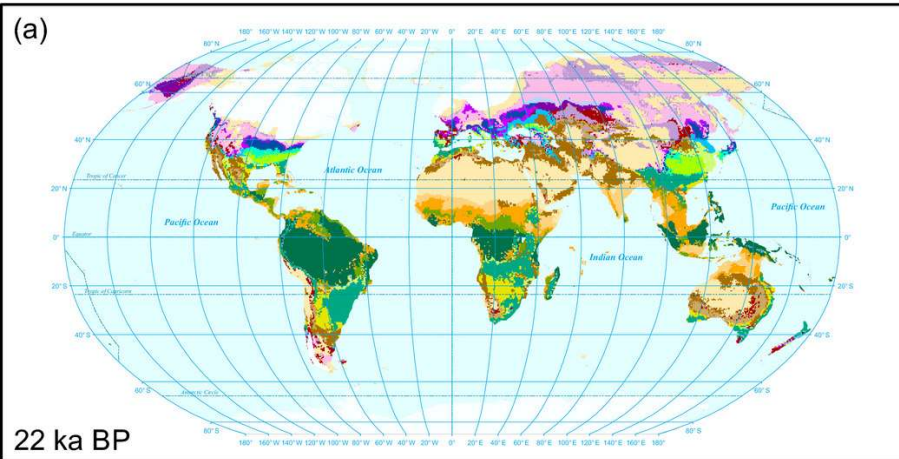 (a)
180° 160° W 140° W 120° W 100° W 80° W 60° W 40° W 20° W 0° 20° E 40° E 60° E 80° E 100° E 120° E 140° E 160° E 180°
80° N 80° N
60° N
40° N 40° N
Atlantic Ocean
Tropic of Cancer
20° N 20° N
Pacific Ocean Pacific Ocean
Equator
0° 0°
Indian Ocean
20° S 20° S
Tropic of Capricorn
40° S 40° S
60° S 60° S
Antarctic Circle
80° S 80° S
160° W 140° W 120° W 100° W 80° W 60° W 40° W 20° W 0° 20° E 40° E 60° E 80° E 100° E 120° E 140° E 160° E 180°
22 ka BP